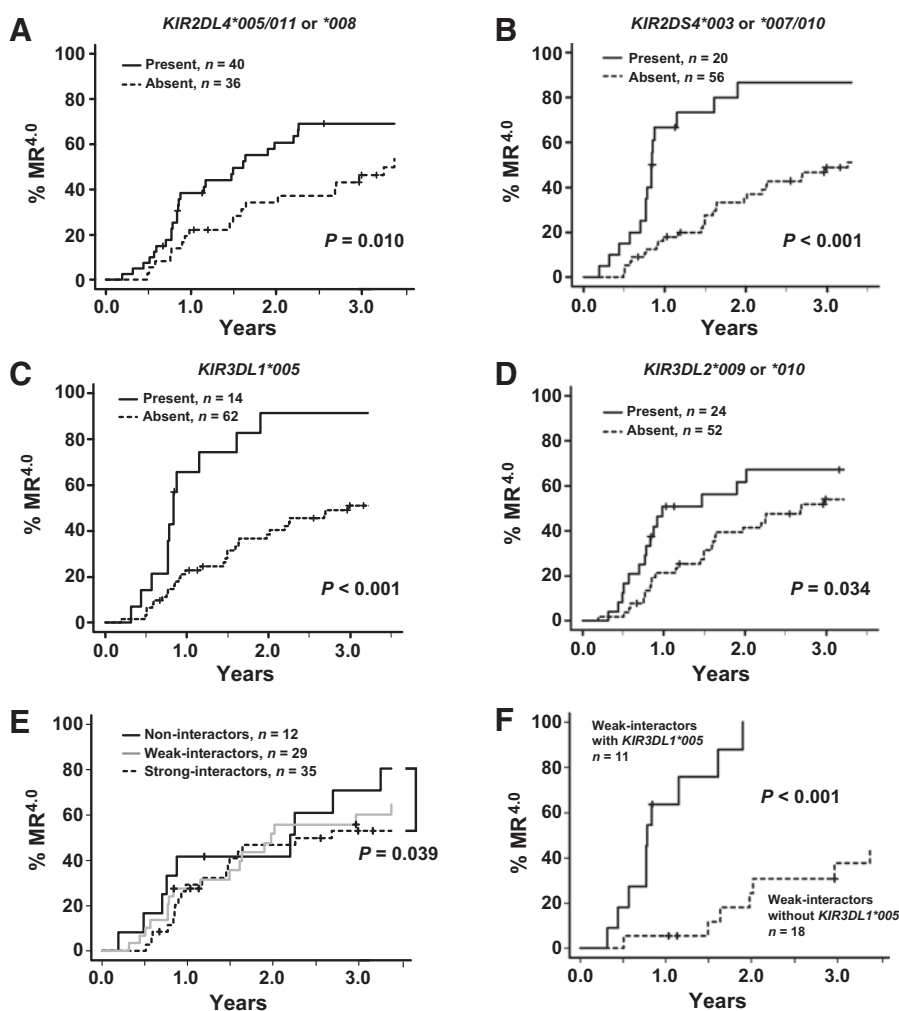 A
KIR2DL4*005/011 or *008
100
80
60
40
20
0
% MR4.0
Present, n = 40
Absent, n = 36
P = 0.010
0.0 1.0 2.0 3.0
Years
B
KIR2DS4*003 or *007/010
100
80
60
40
20
0
% MR4.0
Present, n = 20
Absent, n = 56
P < 0.001
0.0 1.0 2.0 3.0
Years
C
KIR3DL1*005
100
80
60
40
20
0
% MR4.0
Present, n = 14
Absent, n = 62
P < 0.001
0.0 1.0 2.0 3.0
Years
D
KIR3DL2*009 or *010
100
80
60
40
20
0
% MR4.0
Present, n = 24
Absent, n = 52
P = 0.034
0.0 1.0 2.0 3.0
Years
E
100
80
60
40
20
0
% MR4.0
Non-interactors, n = 12
Weak-interactors, n = 29
Strong-interactors, n = 35
P = 0.039
0.0 1.0 2.0 3.0
Years
F
100
80
60
40
20
0
% MR4.0
Weak-interactors
with KIR3DL1*005
n = 11
P < 0.001
Weak-interactors
without KIR3DL1*005
n = 18
0.0 1.0 2.0 3.0
Years